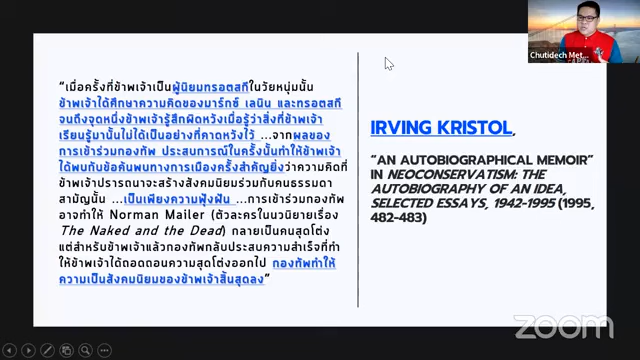 Chutidech Met...
“เมื่อครั้งที่ข้าพเจ้าเป็นผู้นิยมทรอตสกีในวัยหนุ่มนั้น
ข้าพเจ้าได้ศึกษาความคิดของมาร์กซ์ เลนิน และทรอตสกี
จนถึงจุดหนึ่งข้าพเจ้ารู้สึกผิดหวังเมื่อรู้ว่าสิ่งที่ข้าพเจ้า
เรียนรู้มานั้นไม่ได้เป็นอย่างที่คาดหวังไว้ ...จากผลของ
การเข้าร่วมกองทัพ ประสบการณ์ในครั้งนั้นทำให้ข้าพเจ้า
ได้พบกับข้อค้นพบทางการเมืองครั้งสำคัญยิ่งว่าความคิดที่
ข้าพเจ้าปรารถนาจะสร้างสังคมนิยมร่วมกับคนธรรมดา
สามัญนั้น ...เป็นเพียงความฟุ้งฝัน ...การเข้าร่วมกองทัพ
อาจทำให้ Norman Mailer (ตัวละครในนวนิยายเรื่อง
The Naked and the Dead) กลายเป็นคนสุดโต่ง
แต่สำหรับข้าพเจ้าแล้วกองทัพกลับประสบความสำเร็จที่ทำ
ให้ข้าพเจ้าได้ถอดถอนความสุดโต่งออกไป กองทัพทำให้
ความเป็นสังคมนิยมของข้าพเจ้าสิ้นสุดลง”
IRVING KRISTOL,
“AN AUTOBIOGRAPHICAL MEMOIR”
IN NEOCONSERVATISM: THE
AUTOBIOGRAPHY OF AN IDEA,
SELECTED ESSAYS, 1942-1995 (1995,
482-483)
zoom